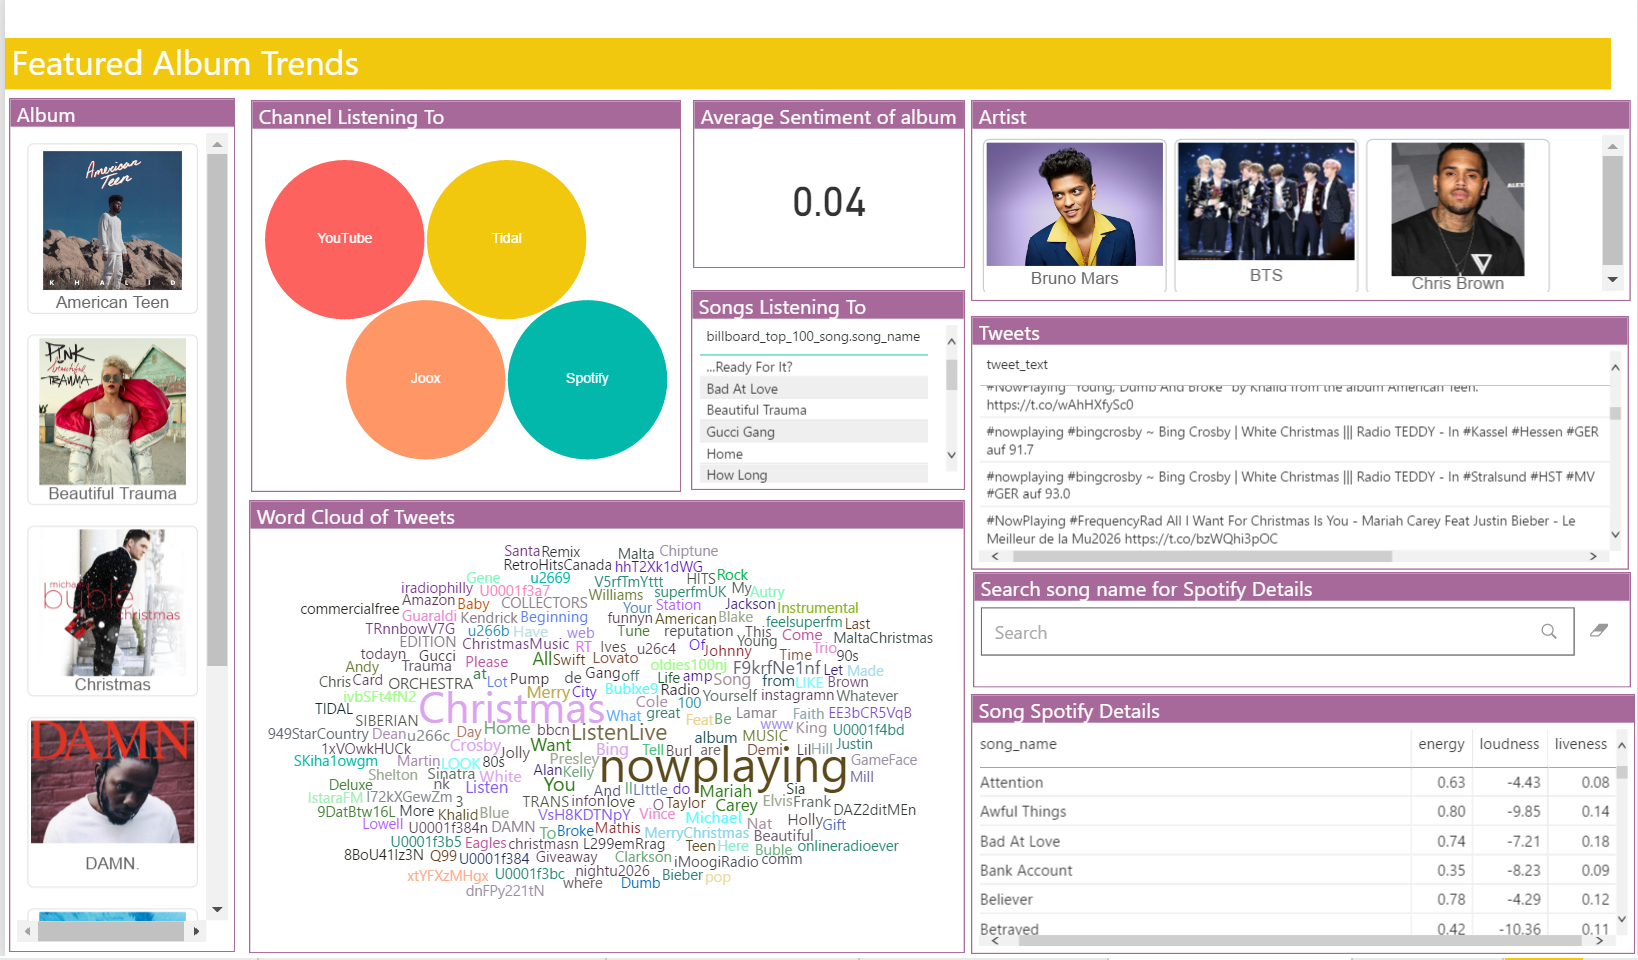 Featured Album Trends
Album
American Teen
K H A L I D
American Teen
P!NK
beautiful TRAUMA
Beautiful Trauma
michael
bublé
christmas
Christmas
DAMN.
DAMN.
Channel Listening To
YouTube
Tidal
Joox
Spotify
Average Sentiment of album
0.04
Songs Listening To
billboard_top_100_song.song_name
...Ready For It?
Bad At Love
Beautiful Trauma
Gucci Gang
Home
How Long
Artist
Bruno Mars
BTS
Chris Brown
Tweets
tweet_text
#NowPlaying "Young, Dumb And Broke" by Khalid from the album American Teen.
https://t.co/wAhHXfySc0
#nowplaying #bingcrosby ~ Bing Crosby | White Christmas ||| Radio TEDDY - In #Kassel #Hessen #GER
auf 91.7
#nowplaying #bingcrosby ~ Bing Crosby | White Christmas ||| Radio TEDDY - In #Stralsund #HST #MV
#GER auf 93.0
#NowPlaying #FrequencyRad All I Want For Christmas Is You - Mariah Carey Feat Justin Bieber - Le
Meilleur de la Mu2026 https://t.co/bzWQhi3pOC
Word Cloud of Tweets
Santa Remix Malta Chiptune
RetroHitsCanada hhT2Xk1dWG
Gene u2669 V5rfTmYttt HITS Rock
iradiophilly U0001f3a7 Williams superfmUK My Autry
commercialfree Amazon Baby COLLECTORS Your Station Jackson Instrumental
Guaraldi Kendrick Beginning funnyn American Blake feelsuperfm Last
TRnnbowV7G u266b Have web Tune reputation This Come MaltaChristmas
EDITION ChristmasMusic RT Ives u26c4 Of Johnny Young Time Trio 90s
todayn Gucci Please All Swift Lovato oldies100nj F9krfNe1nf Let Made
Andy Trauma at Lot Pump de Gang off Life amp Song from LIKE Brown
Chris Card ORCHESTRA Merry City Bublxe9 Radio Yourself instagramn Whatever
ivbSFt4fN2 Christmas Cole 100
TIDAL SIBERIAN What great Feat Be Lamar Faith EE3bCR5VqB
949StarCountry Dean u266c Home bbcn ListenLive album MUSIC www King U0001f4bd
1xVOwkHUCk Crosby Jolly Want Bing Tell Burl are Demi Lil Hill Justin
SKiha1owgm Martin LOOK 80s Presley nowplaying GameFace
Shelton Sinatra White Alan Kelly Mill
Deluxe nk Listen You And ll LIttle do Mariah Sia
IstaraFM I72kXGewZm 3 TRANS infon love O Taylor Carey Elvis Frank
9DatBtw16L More Khalid Blue VsH8KDTNpY Vince Michael DAZ2ditMEn
Lowell U0001f384n DAMN To Broke Mathis MerryChristmas Nat Holly Gift
U0001f3b5 Eagles christmasn L299emRrag Teen Here Beautiful
8BoU41Iz3N Q99 U0001f384 Giveaway Clarkson iMoogiRadio Buble comm onlineradioever
xtYFXzMHgx U0001f3bc nightu2026 Bieber pop
dnFPy221tN where Dumb
Search song name for Spotify Details
Search
Song Spotify Details
song_name energy loudness liveness
Attention 0.63 -4.43 0.08
Awful Things 0.80 -9.85 0.14
Bad At Love 0.74 -7.21 0.18
Bank Account 0.35 -8.23 0.09
Believer 0.78 -4.29 0.12
Betrayed 0.42 -10.36 0.11